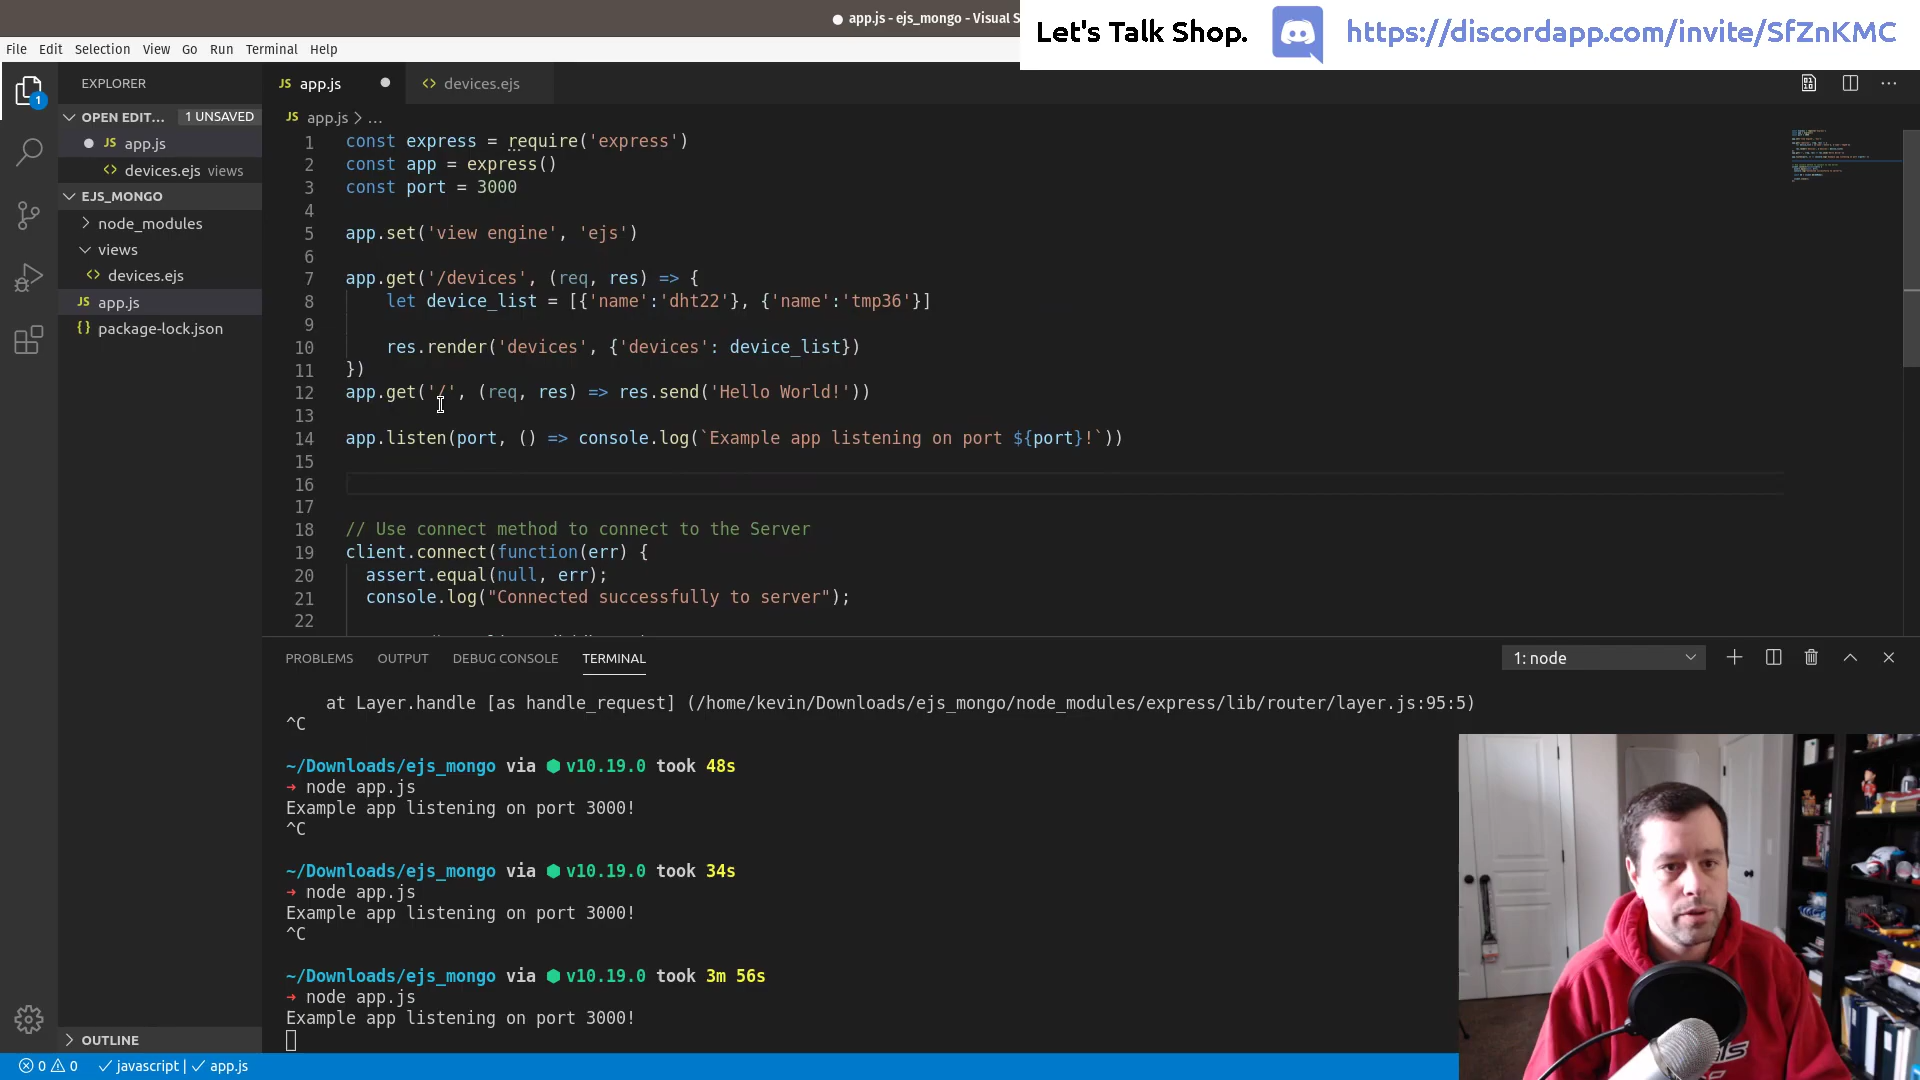 app.js - ejs_mongo - Visual S
Let's Talk Shop.
https://discordapp.com/invite/SfZnKMC
File Edit Selection View Go Run Terminal Help
EXPLORER
JS app.js
<> devices.ejs
1
OPEN EDIT... 1 UNSAVED
JS app.js
<> devices.ejs views
EJS_MONGO
node_modules
views
<> devices.ejs
JS app.js
{} package-lock.json
OUTLINE
JS app.js > ...
1 const express = require('express')
2 const app = express()
3 const port = 3000
4
5 app.set('view engine', 'ejs')
6
7 app.get('/devices', (req, res) => {
8 let device_list = [{'name':'dht22'}, {'name':'tmp36'}]
9
10 res.render('devices', {'devices': device_list})
11 })
12 app.get('/', (req, res) => res.send('Hello World!'))
13
14 app.listen(port, () => console.log(`Example app listening on port ${port}!`))
15
16
17
18 // Use connect method to connect to the Server
19 client.connect(function(err) {
20 assert.equal(null, err);
21 console.log("Connected successfully to server");
22
PROBLEMS OUTPUT DEBUG CONSOLE TERMINAL
1: node
at Layer.handle [as handle_request] (/home/kevin/Downloads/ejs_mongo/node_modules/express/lib/router/layer.js:95:5)
^C
~/Downloads/ejs_mongo via ⬢ v10.19.0 took 48s
➜ node app.js
Example app listening on port 3000!
^C
~/Downloads/ejs_mongo via ⬢ v10.19.0 took 34s
➜ node app.js
Example app listening on port 3000!
^C
~/Downloads/ejs_mongo via ⬢ v10.19.0 took 3m 56s
➜ node app.js
Example app listening on port 3000!
0 0 ✓ javascript | ✓ app.js